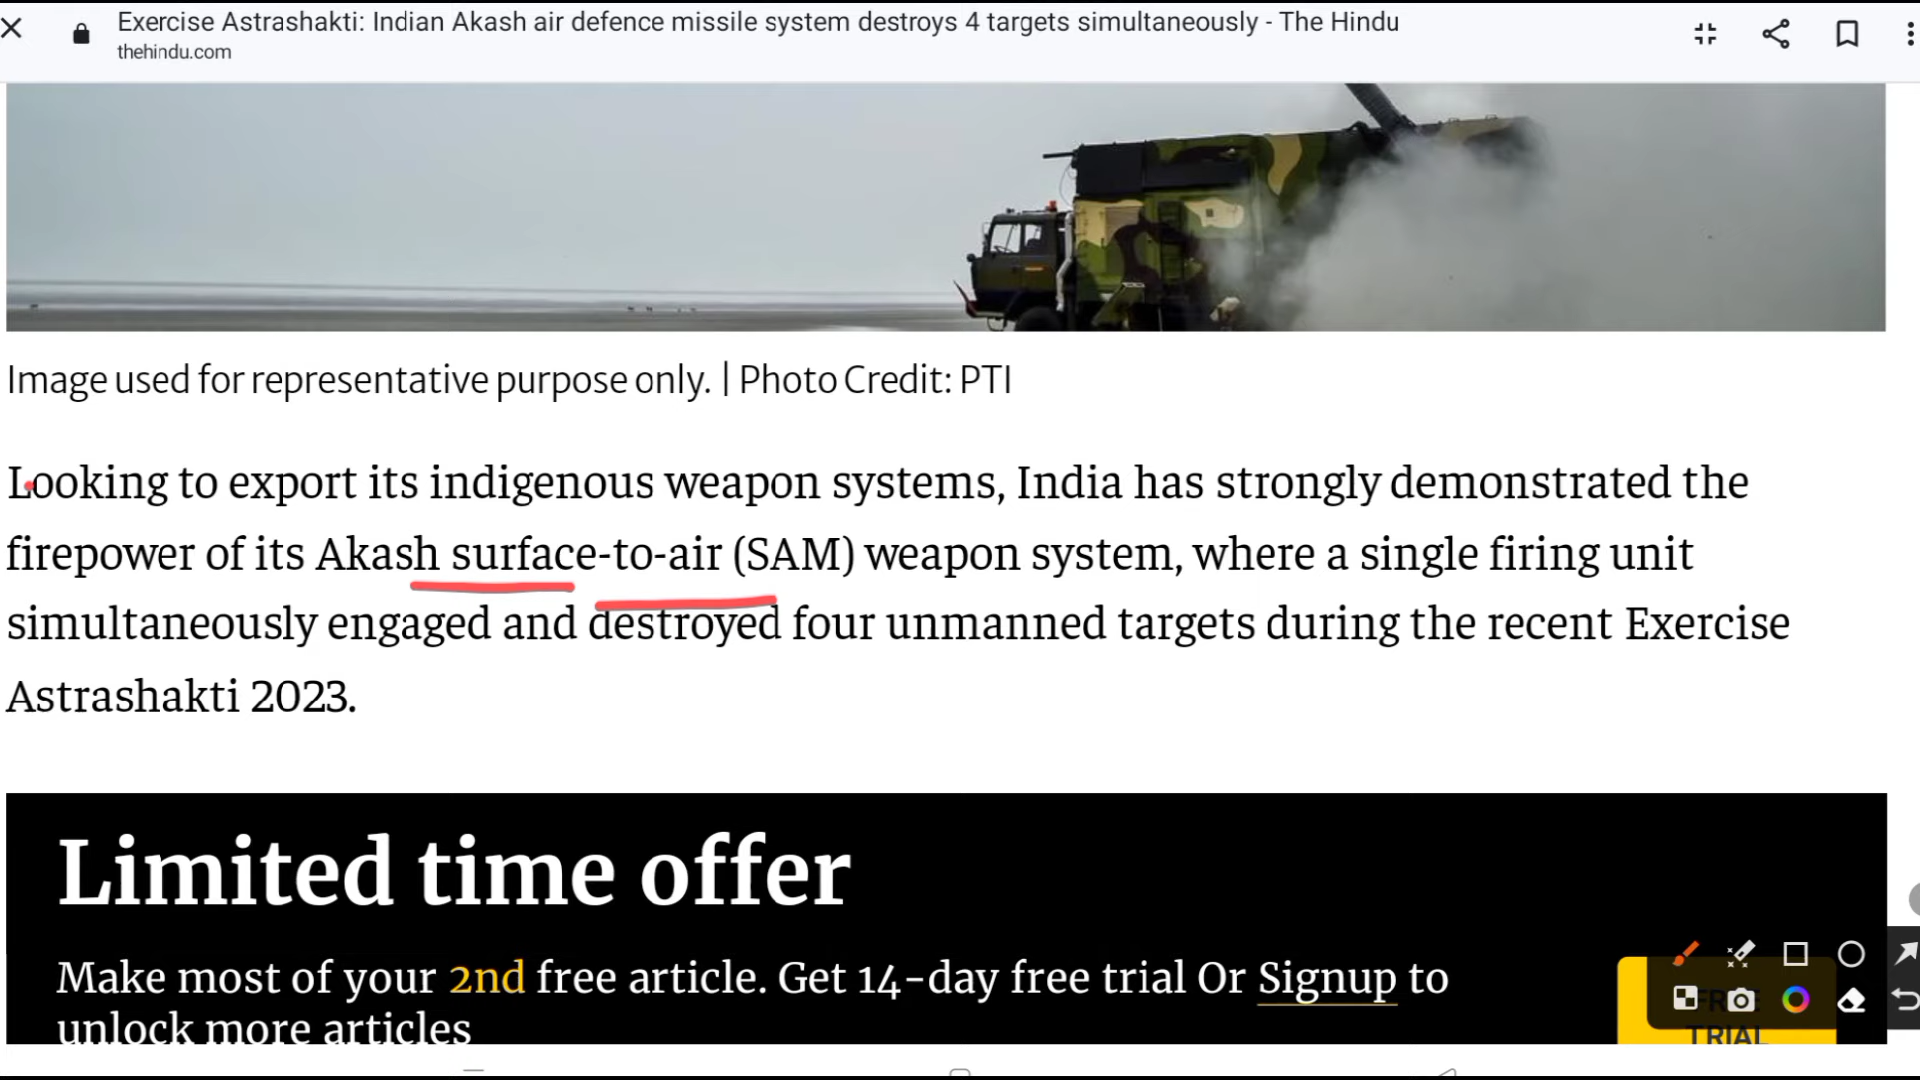 Exercise Astrashakti: Indian Akash air defence missile system destroys 4 targets simultaneously - The Hindu
thehindu.com
Image used for representative purpose only. | Photo Credit: PTI
Looking to export its indigenous weapon systems, India has strongly demonstrated the
firepower of its Akash surface-to-air (SAM) weapon system, where a single firing unit
simultaneously engaged and destroyed four unmanned targets during the recent Exercise
Astrashakti 2023.
Limited time offer
Make most of your 2nd free article. Get 14-day free trial Or Signup to
unlock more articles
FREE
TRIAL